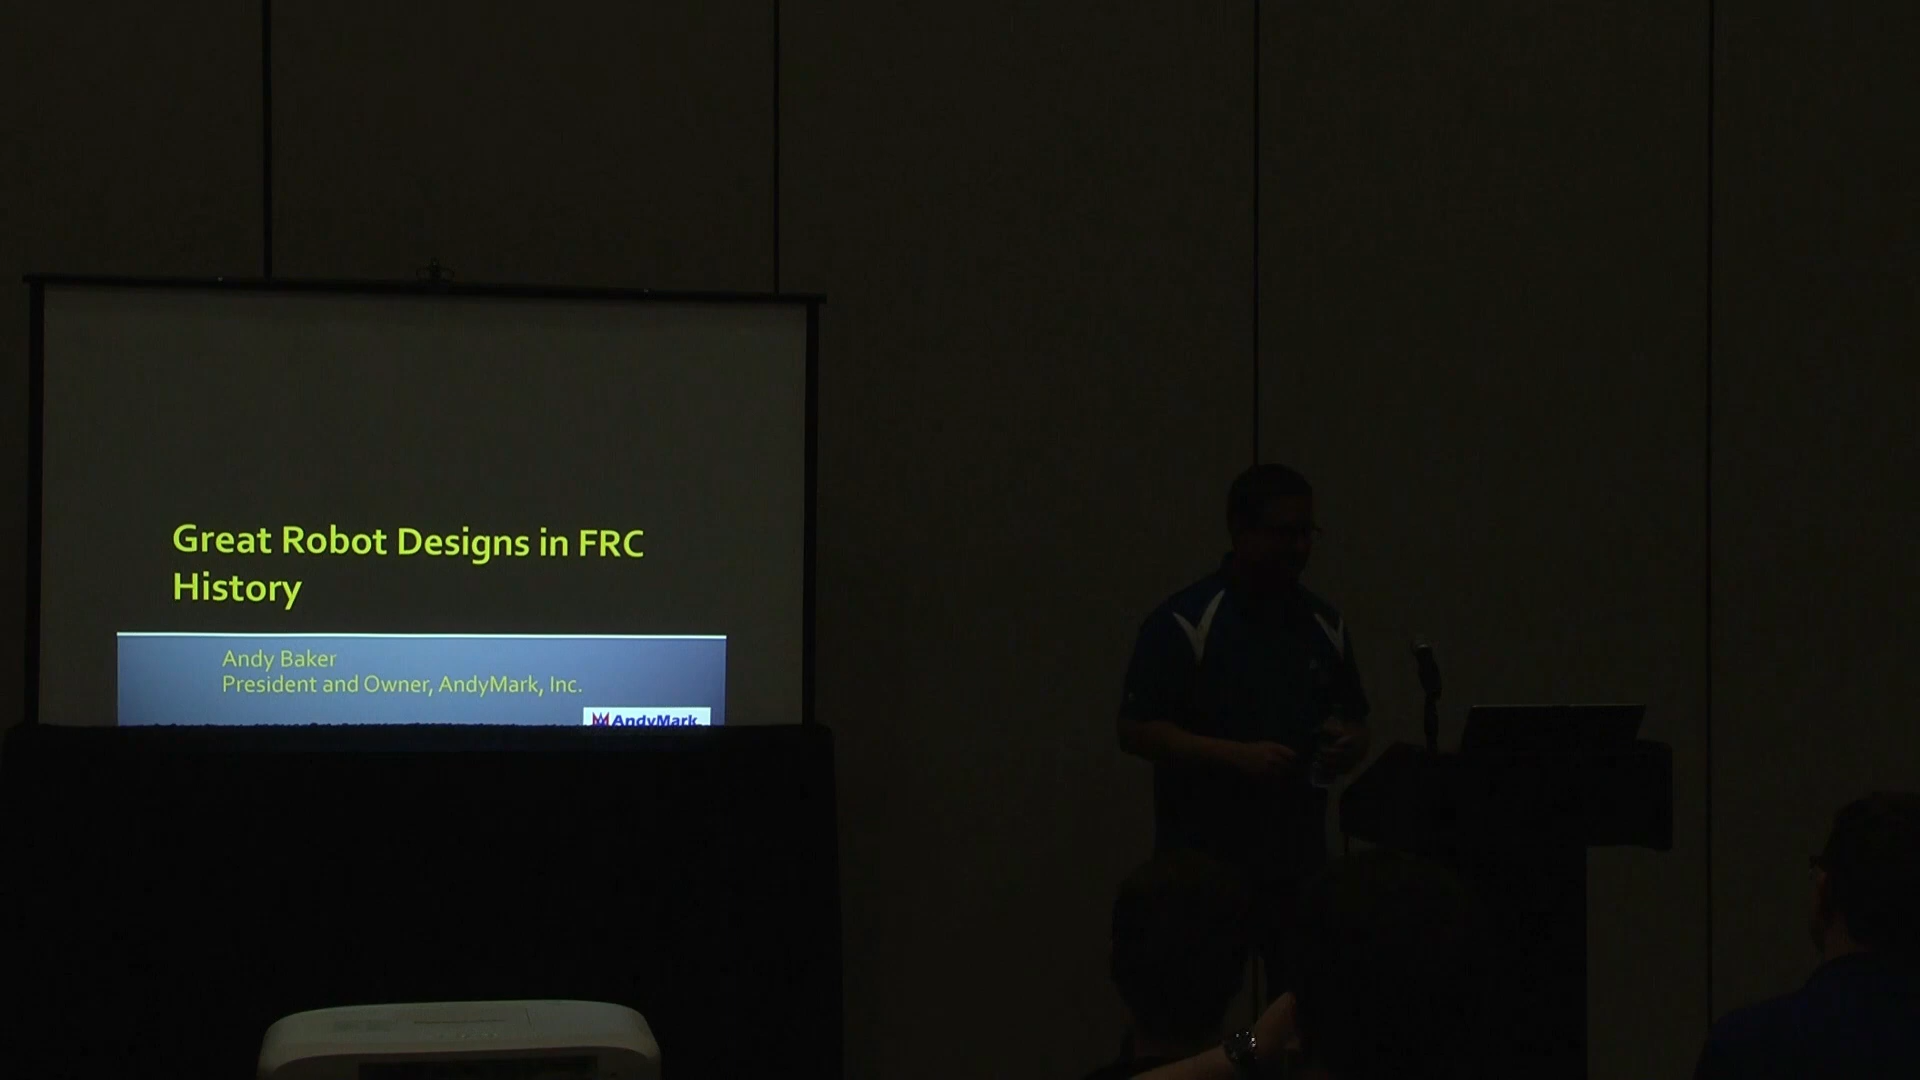 Great Robot Designs in FRC
History
Andy Baker
President and Owner, AndyMark, Inc.
AndyMark